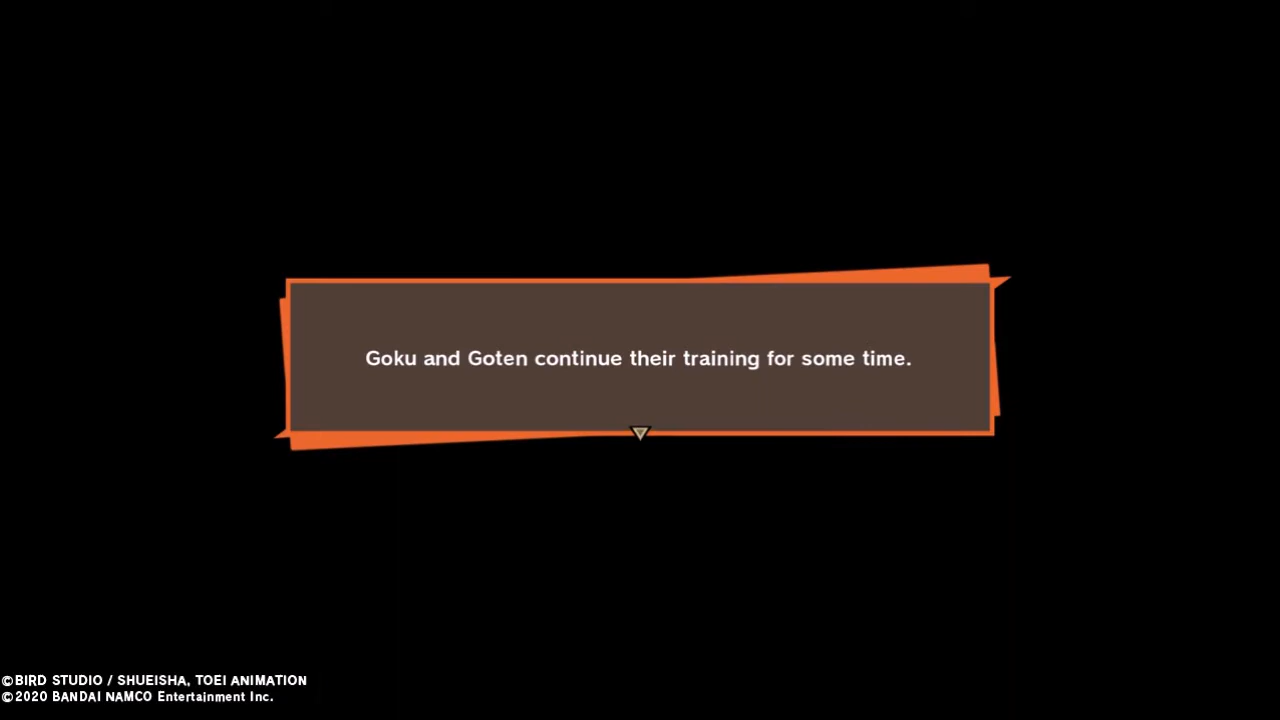 Goku and Goten continue their training for some time.
©BIRD STUDIO / SHUEISHA, TOEI ANIMATION
©2020 BANDAI NAMCO Entertainment Inc.